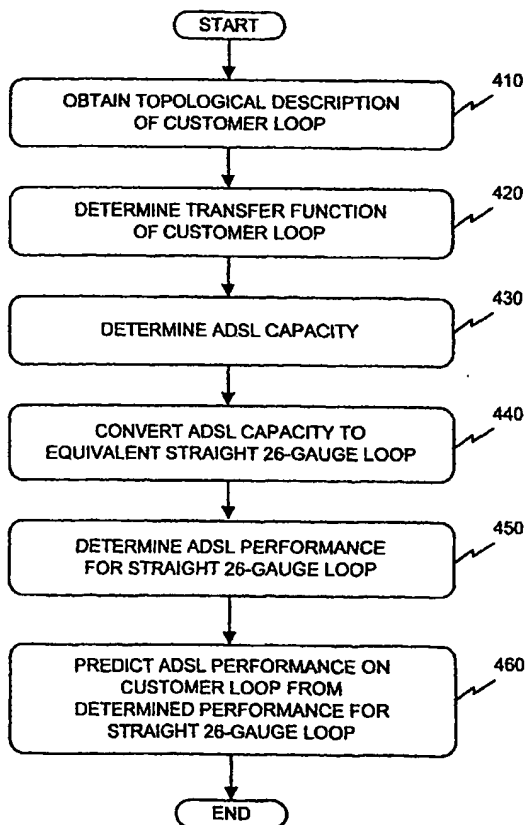 START
410
OBTAIN TOPOLOGICAL DESCRIPTION
OF CUSTOMER LOOP
420
DETERMINE TRANSFER FUNCTION
OF CUSTOMER LOOP
430
DETERMINE ADSL CAPACITY
440
CONVERT ADSL CAPACITY TO
EQUIVALENT STRAIGHT 26-GAUGE LOOP
450
DETERMINE ADSL PERFORMANCE
FOR STRAIGHT 26-GAUGE LOOP
460
PREDICT ADSL PERFORMANCE ON
CUSTOMER LOOP FROM
DETERMINED PERFORMANCE FOR
STRAIGHT 26-GAUGE LOOP
END